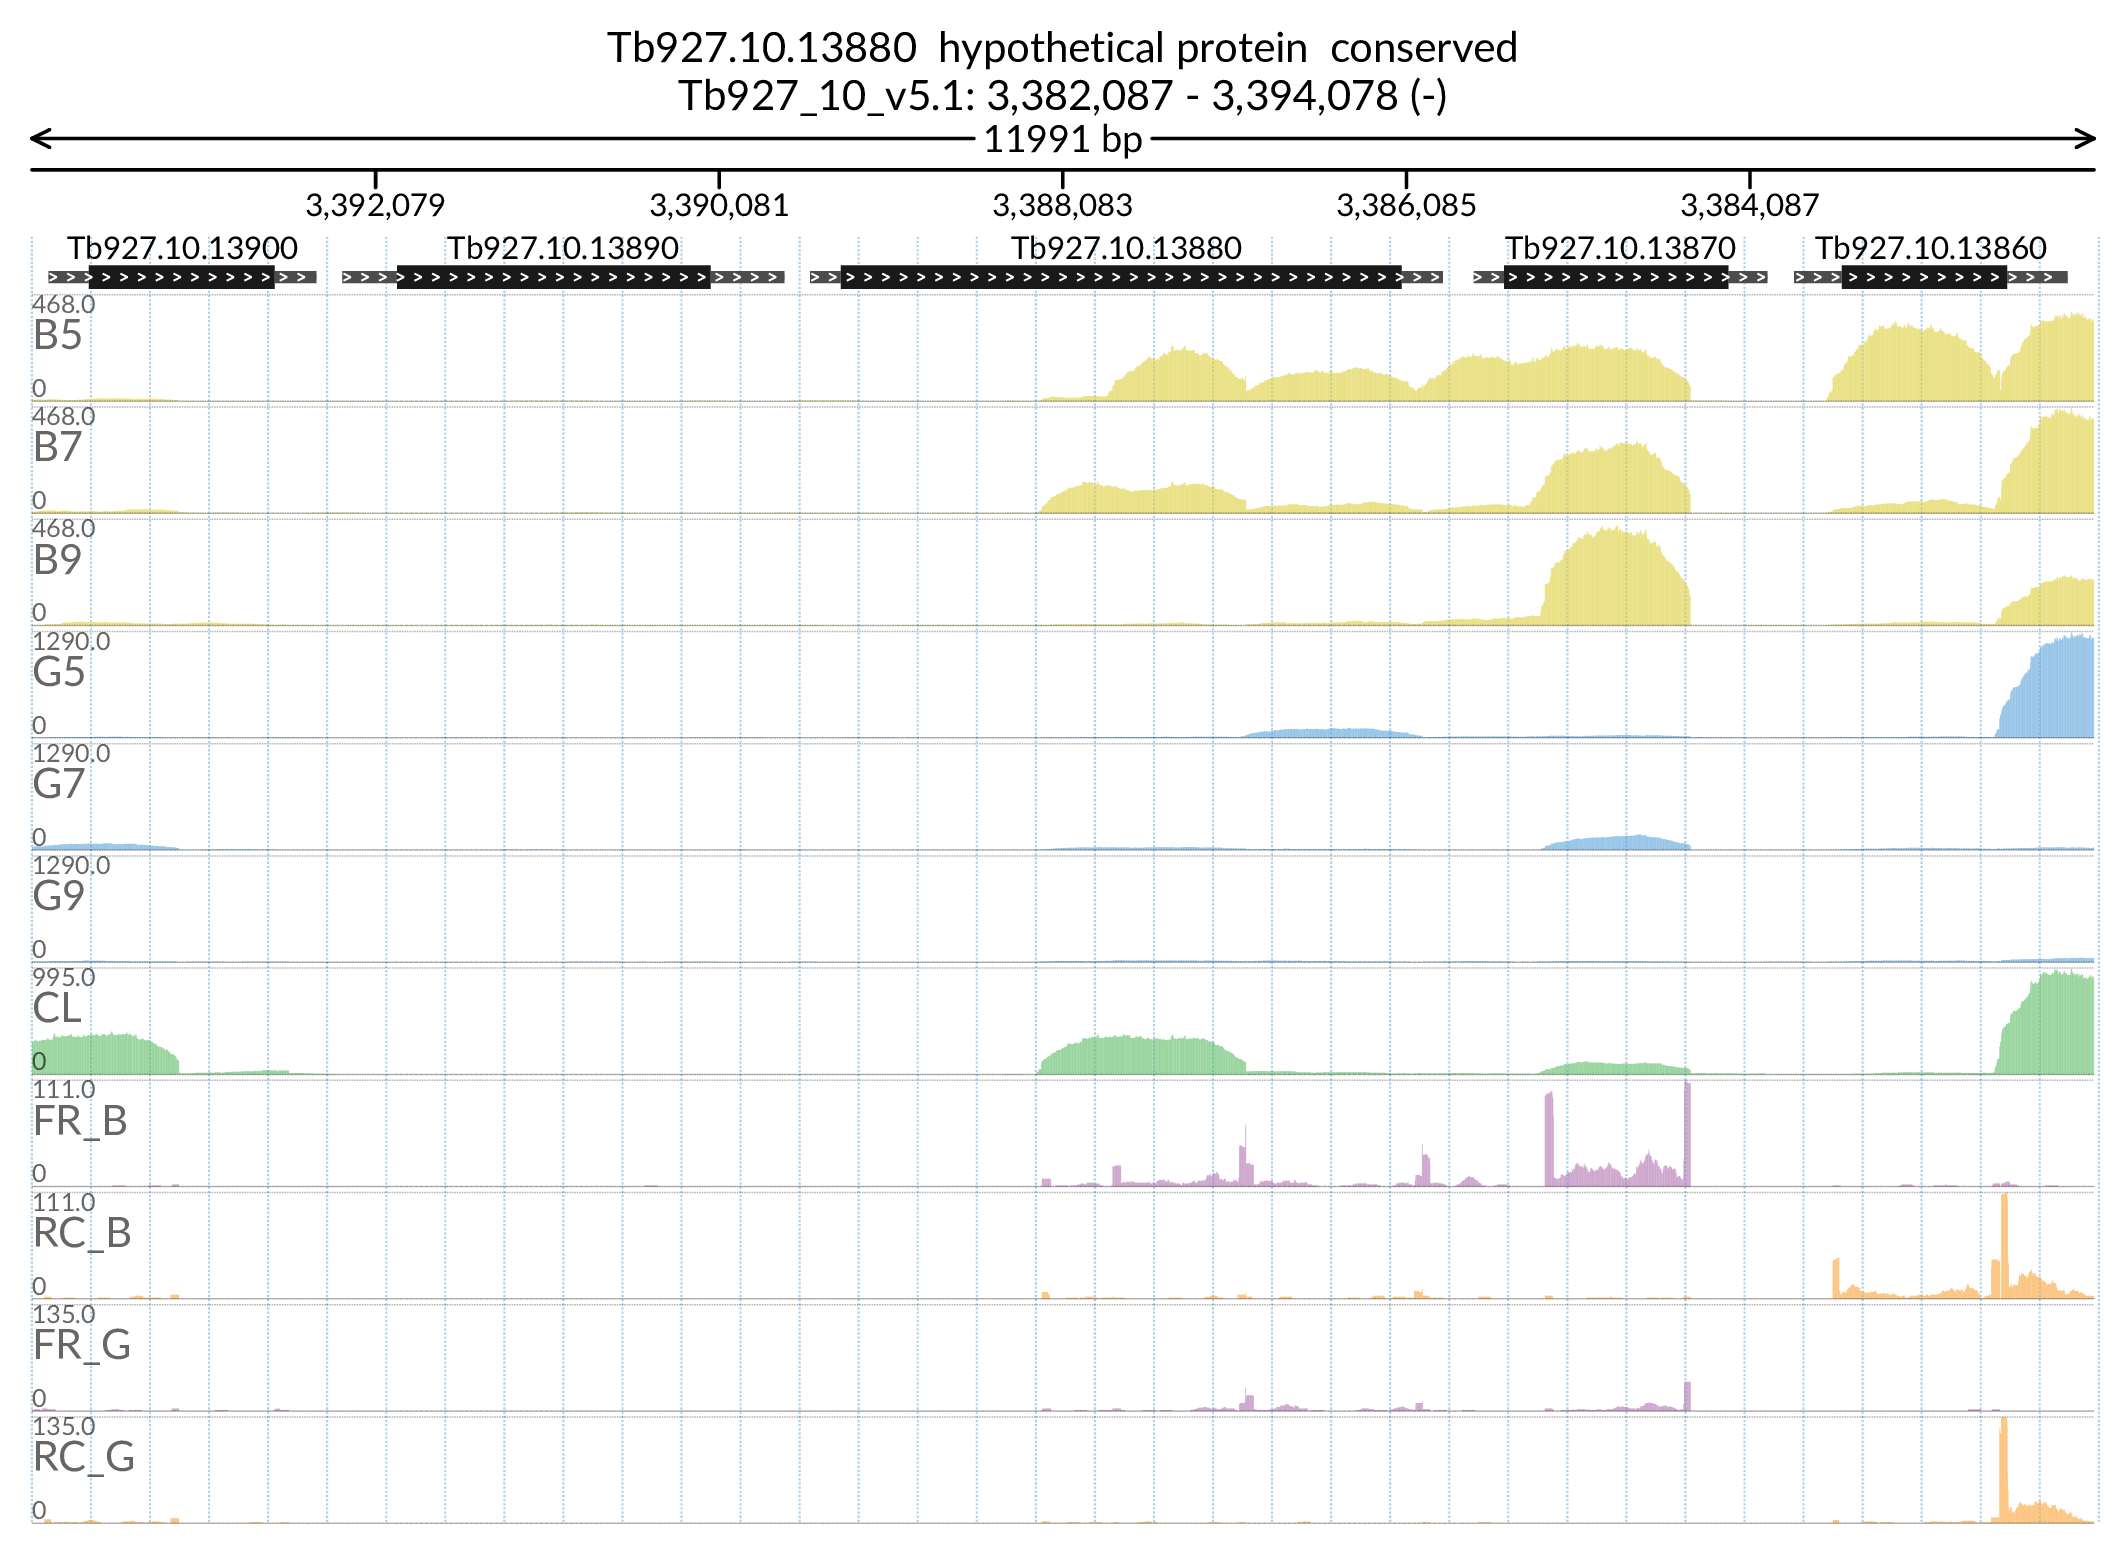 Tb927.10.13880 hypothetical protein conserved
Tb927_10_v5.1: 3,382,087 - 3,394,078 (-)
11991 bp
3,392,079 3,390,081 3,388,083 3,386,085 3,384,087
Tb927.10.13900 Tb927.10.13890 Tb927.10.13880 Tb927.10.13870 Tb927.10.13860
468.0
B5
0
468.0
B7
0
468.0
B9
0
1290.0
G5
0
1290.0
G7
0
1290.0
G9
0
995.0
CL
0
111.0
FR_B
0
111.0
RC_B
0
135.0
FR_G
0
135.0
RC_G
0